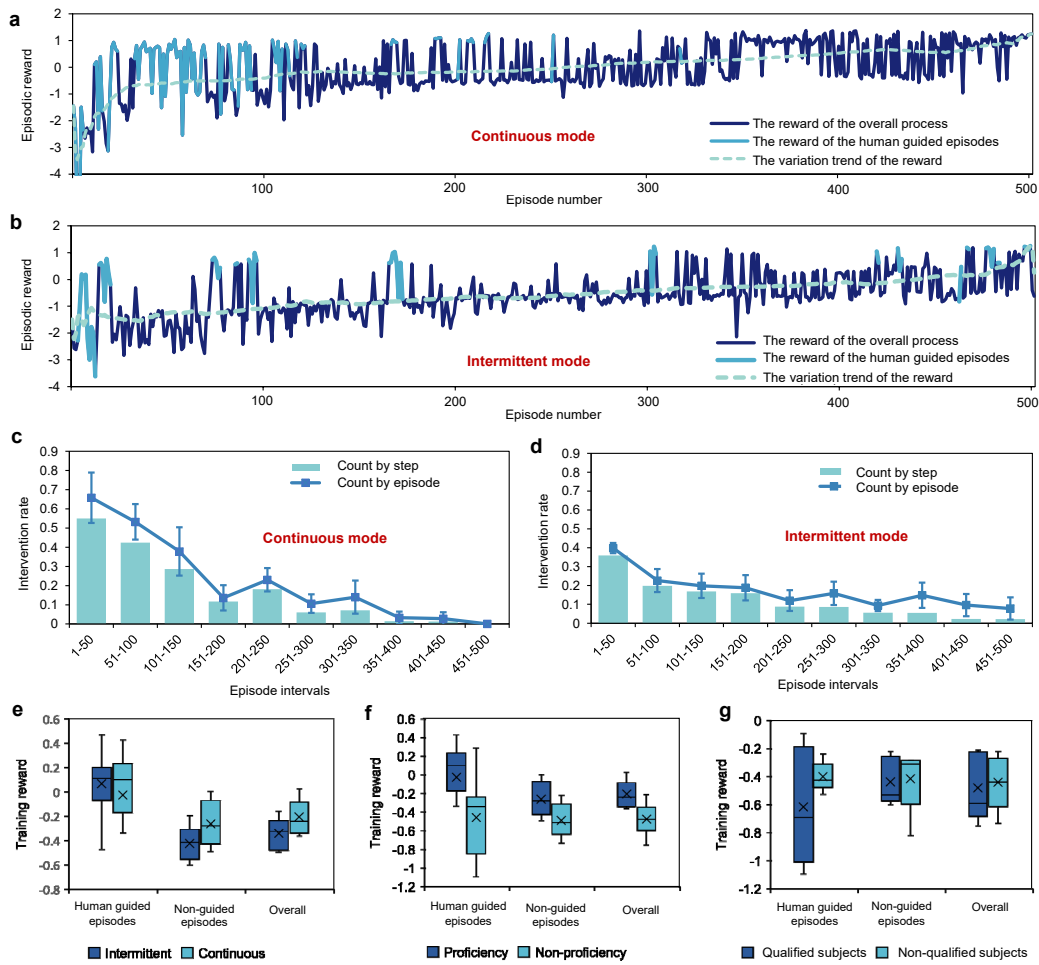 a
2
1
0
-1
-2
-3
-4
Episodic reward
Continuous mode
The reward of the overall process
The reward of the human guided episodes
The variation trend of the reward
100
200
300
400
500
Episode number
b
2
1
0
-1
-2
-3
-4
Episodic reward
Intermittent mode
The reward of the overall process
The reward of the human guided episodes
The variation trend of the reward
100
200
300
400
500
Episode number
c
0.9
0.8
0.7
0.6
0.5
0.4
0.3
0.2
0.1
0
Intervention rate
Count by step
Count by episode
Continuous mode
1-50
51-100
101-150
151-200
201-250
251-300
301-350
351-400
401-450
451-500
Episode intervals
d
0.9
0.8
0.7
0.6
0.5
0.4
0.3
0.2
0.1
0
Intervention rate
Count by step
Count by episode
Intermittent mode
1-50
51-100
101-150
151-200
201-250
251-300
301-350
351-400
401-450
451-500
Episode intervals
e
0.6
0.4
0.2
0
-0.2
-0.4
-0.6
-0.8
Training reward
Human guided
episodes
Non-guided
episodes
Overall
Intermittent
Continuous
f
0.6
0.4
0.2
0
-0.2
-0.4
-0.6
-0.8
-1
-1.2
Training reward
Human guided
episodes
Non-guided
episodes
Overall
Proficiency
Non-proficiency
g
0
-0.2
-0.4
-0.6
-0.8
-1
-1.2
Training reward
Human guided
episodes
Non-guided
episodes
Overall
Qualified subjects
Non-qualified subjects